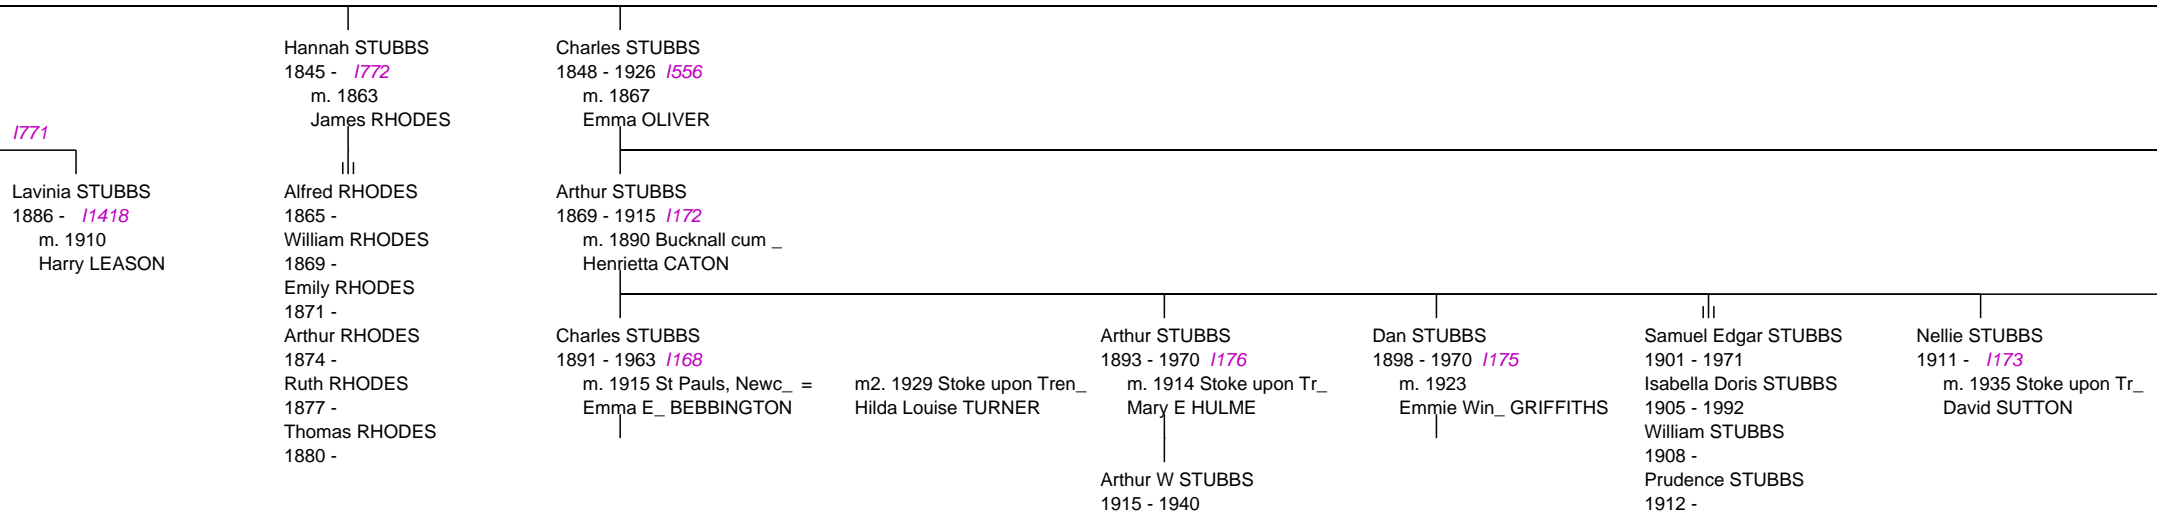 Hannah STUBBS
1845 - I772
m. 1863
James RHODES
Charles STUBBS
1848 - 1926 I556
m. 1867
Emma OLIVER
I771
Lavinia STUBBS
1886 - I1418
m. 1910
Harry LEASON
Alfred RHODES
1865 -
William RHODES
1869 -
Emily RHODES
1871 -
Arthur RHODES
1874 -
Ruth RHODES
1877 -
Thomas RHODES
1880 -
Arthur STUBBS
1869 - 1915 I172
m. 1890 Bucknall cum _
Henrietta CATON
Charles STUBBS
1891 - 1963 I168
m. 1915 St Pauls, Newc_ =
Emma E_ BEBBINGTON
m2. 1929 Stoke upon Tren_
Hilda Louise TURNER
Arthur STUBBS
1893 - 1970 I176
m. 1914 Stoke upon Tr_
Mary E HULME
Arthur W STUBBS
1915 - 1940
Dan STUBBS
1898 - 1970 I175
m. 1923
Emmie Win_ GRIFFITHS
Samuel Edgar STUBBS
1901 - 1971
Isabella Doris STUBBS
1905 - 1992
William STUBBS
1908 -
Prudence STUBBS
1912 -
Nellie STUBBS
1911 - I173
m. 1935 Stoke upon Tr_
David SUTTON